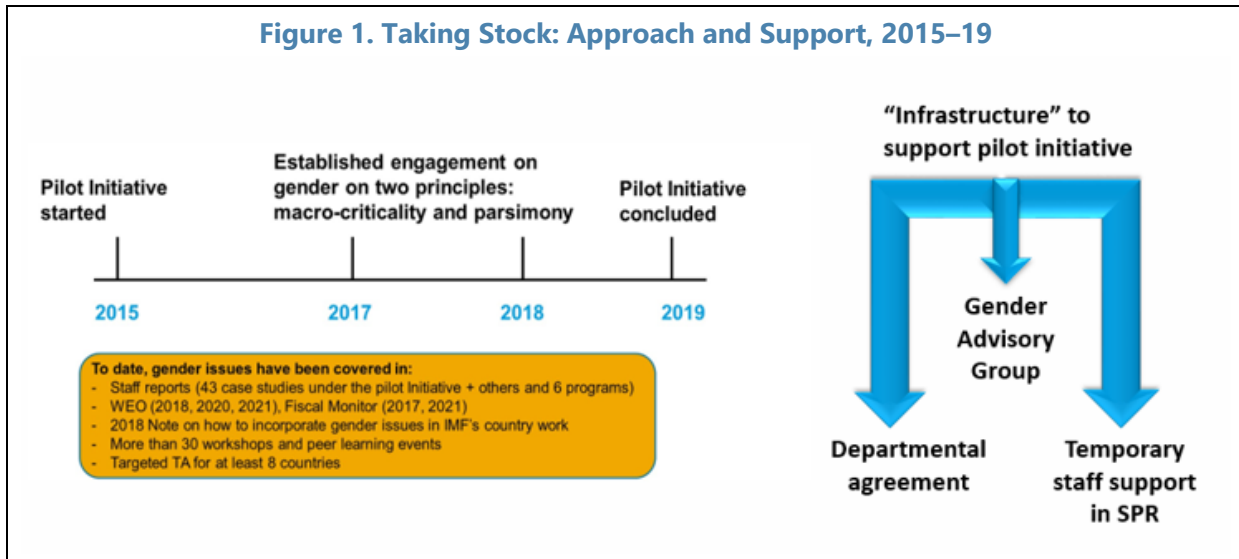 Figure 1. Taking Stock: Approach and Support, 2015–19
Pilot Initiative
started
Established engagement on
gender on two principles:
macro-criticality and parsimony
Pilot Initiative
concluded
2015
2017
2018
2019
To date, gender issues have been covered in:
- Staff reports (43 case studies under the pilot Initiative + others and 6 programs)
- WEO (2018, 2020, 2021), Fiscal Monitor (2017, 2021)
- 2018 Note on how to incorporate gender issues in IMF's country work
- More than 30 workshops and peer learning events
- Targeted TA for at least 8 countries
“Infrastructure” to
support pilot initiative
Gender
Advisory
Group
Departmental
agreement
Temporary
staff support
in SPR